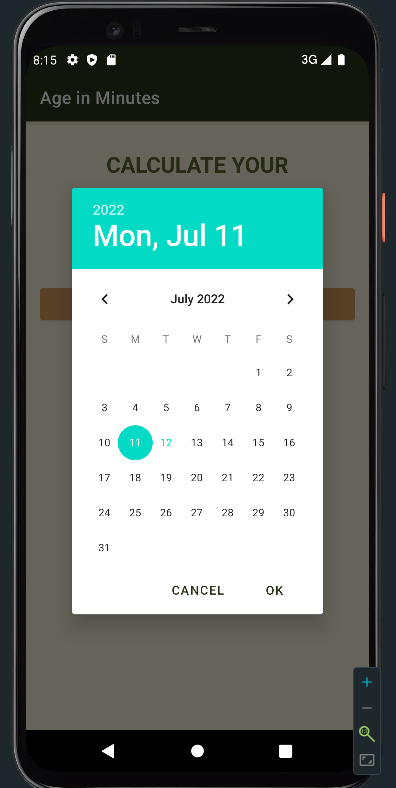 8:15 3G
Age in Minutes
CALCULATE YOUR
2022
Mon, Jul 11
July 2022
S M T W T F S
1 2
3 4 5 6 7 8 9
10 11 12 13 14 15 16
17 18 19 20 21 22 23
24 25 26 27 28 29 30
31
CANCEL OK